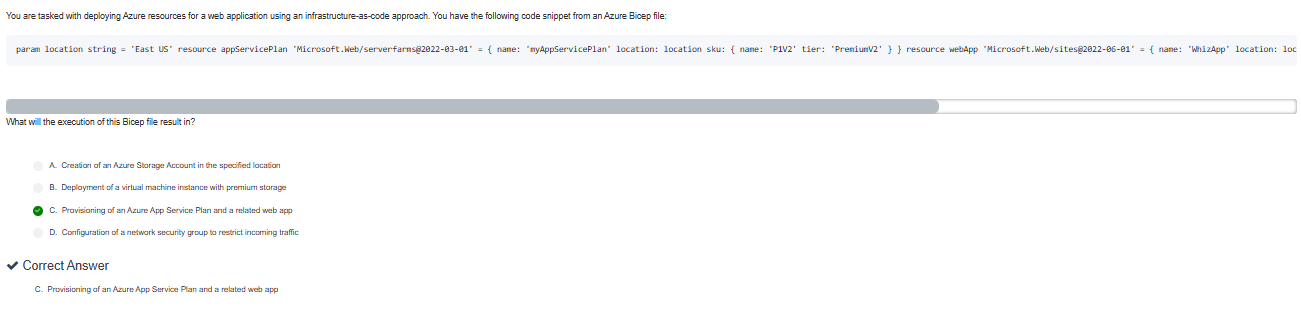 You are tasked with deploying Azure resources for a web application using an infrastructure-as-code approach. You have the following code snippet from an Azure Bicep file:
param location string = 'East US' resource appServicePlan 'Microsoft.Web/serverfarms@2022-03-01' = { name: 'myAppServicePlan' location: location sku: { name: 'P1V2' tier: 'PremiumV2' } } resource webApp 'Microsoft.Web/sites@2022-06-01' = { name: 'WhizApp' location: loc
What will the execution of this Bicep file result in?
A. Creation of an Azure Storage Account in the specified location
B. Deployment of a virtual machine instance with premium storage
C. Provisioning of an Azure App Service Plan and a related web app
D. Configuration of a network security group to restrict incoming traffic
Correct Answer
C. Provisioning of an Azure App Service Plan and a related web app